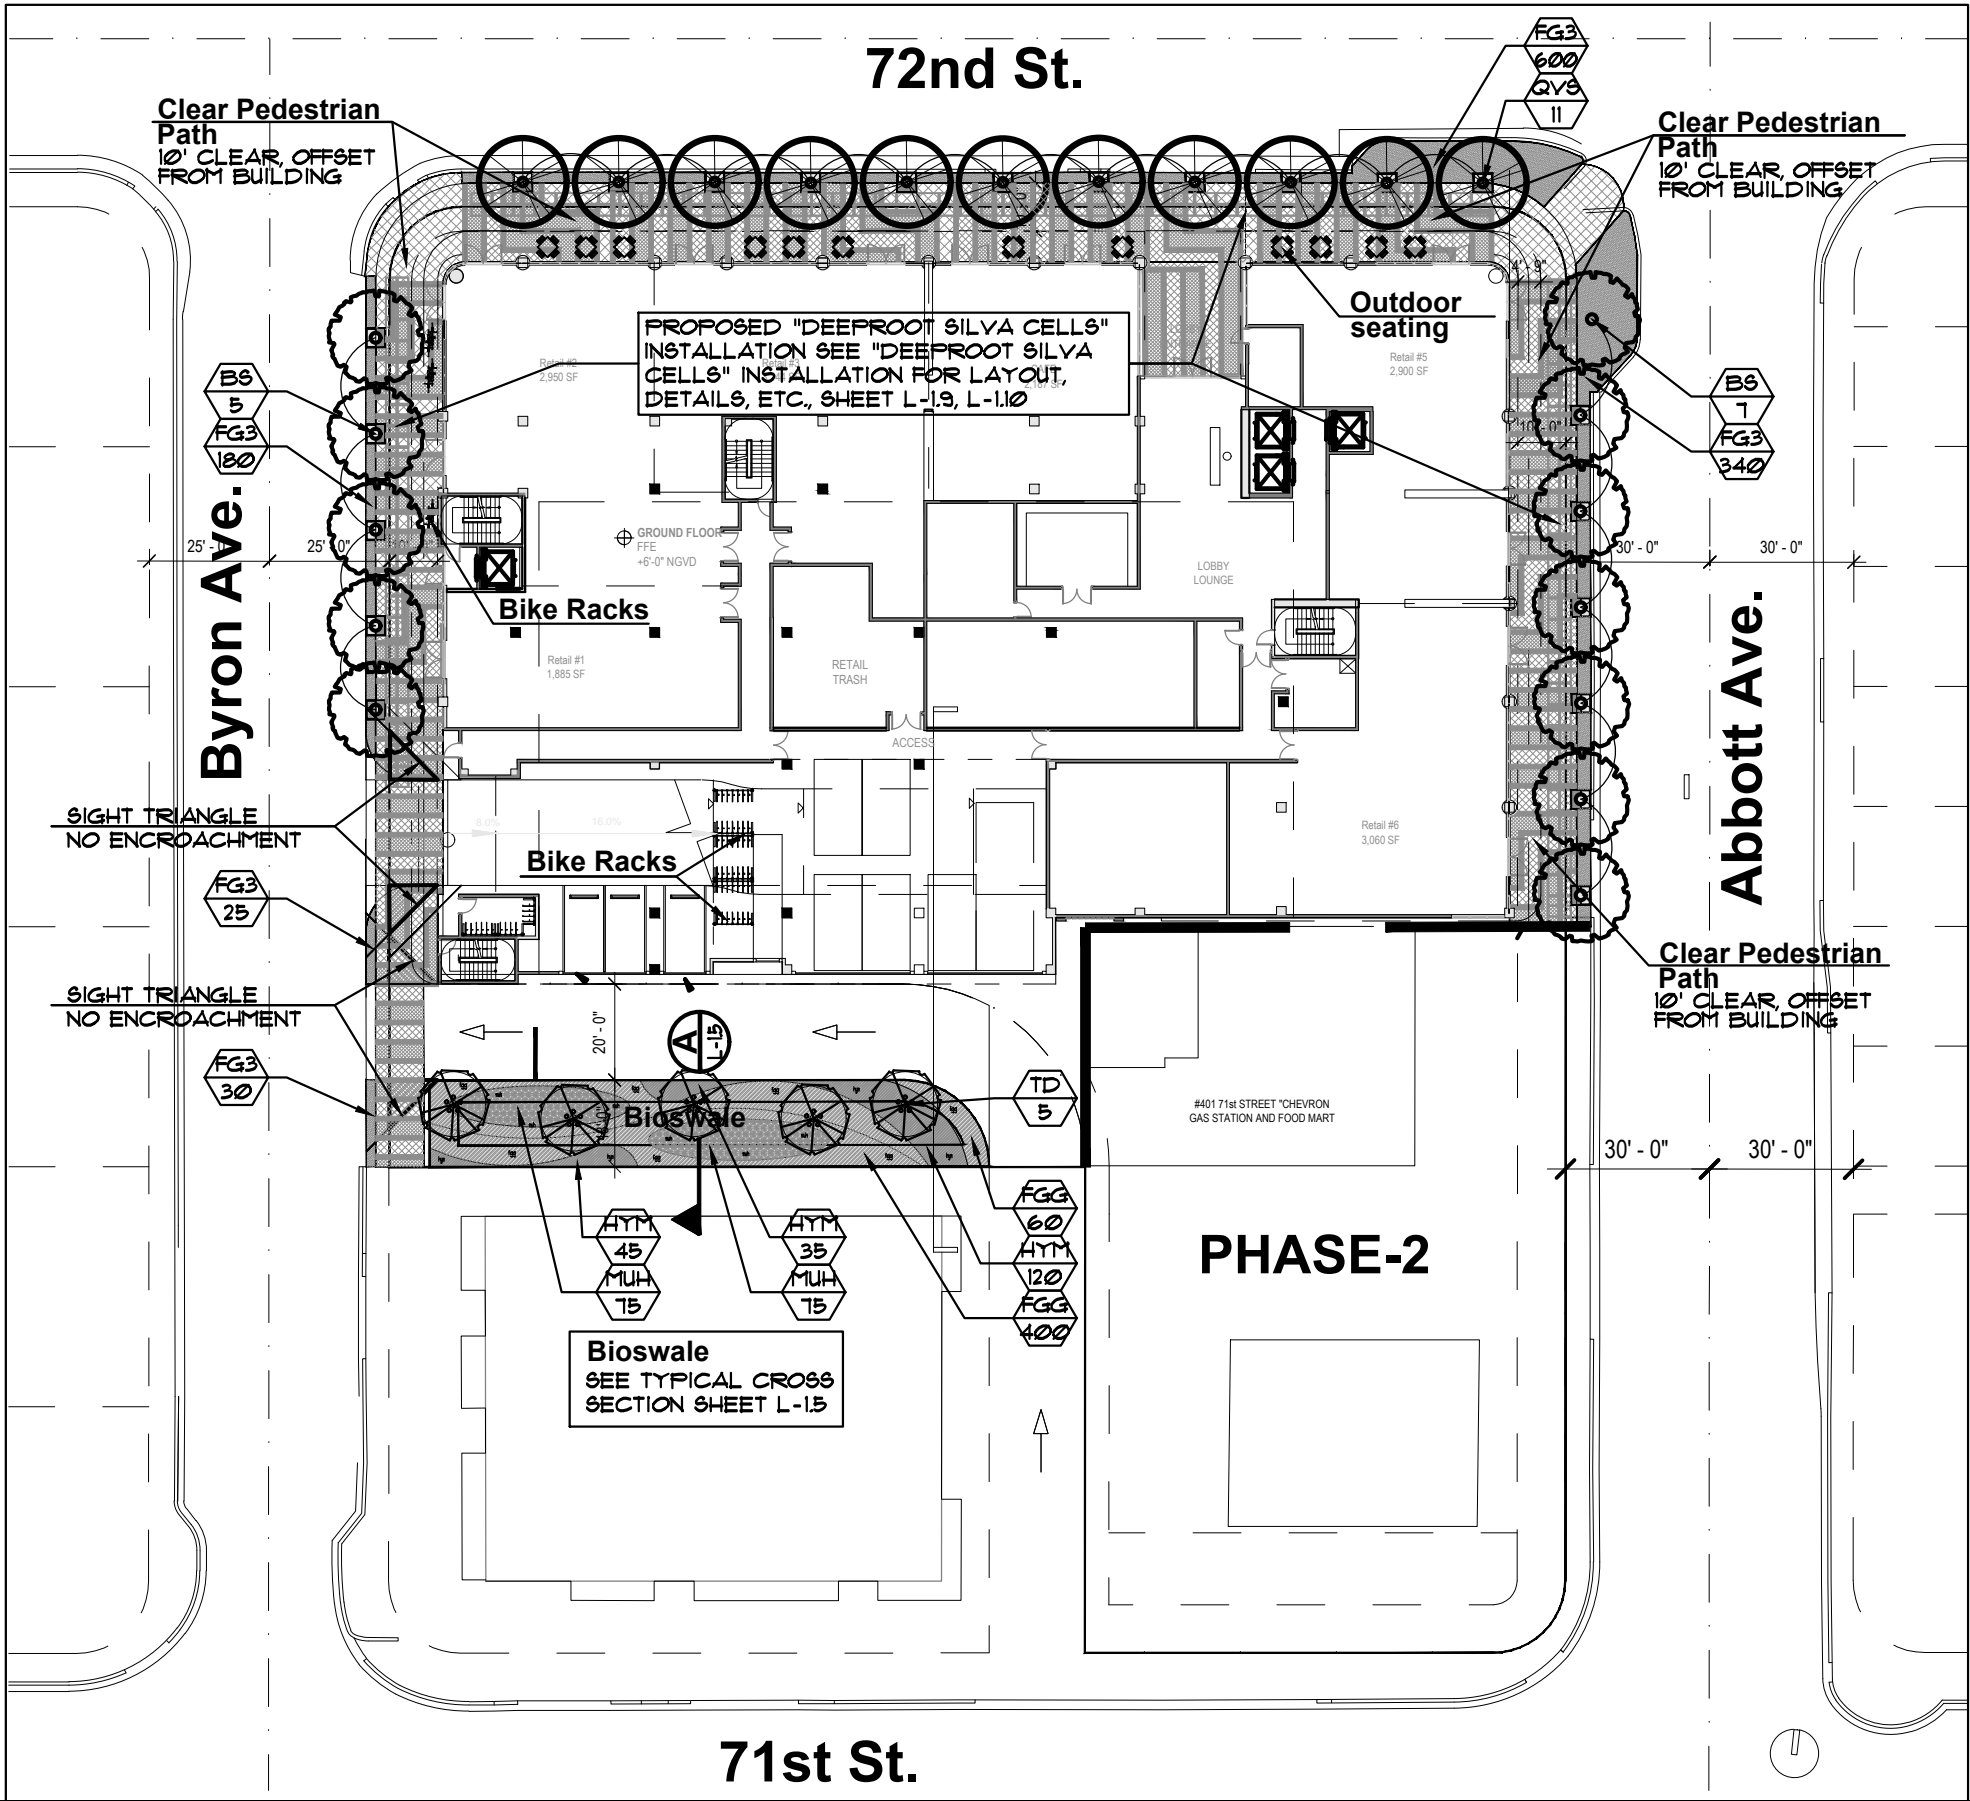 72nd St.
FG3
600
QVS
11
Clear Pedestrian
Path
10' CLEAR, OFFSET
FROM BUILDING
Clear Pedestrian
Path
10' CLEAR, OFFSET
FROM BUILDING
4' - 9"
Outdoor
seating
PROPOSED "DEEPROOT SILVA CELLS"
INSTALLATION SEE "DEEPROOT SILVA
CELLS" INSTALLATION FOR LAYOUT,
DETAILS, ETC., SHEET L-1.9, L-1.10
Retail #2
2,950 SF
Retail #5
2,900 SF
BS
5
FG3
180
BS
7
FG3
340
10' - 0"
Byron Ave.
25' - 0"
25' - 0"
GROUND FLOOR
FFE
+6'-0" NGVD
LOBBY
LOUNGE
30' - 0"
30' - 0"
Bike Racks
Abbott Ave.
Retail #1
1,885 SF
RETAIL
TRASH
ACCESS
SIGHT TRIANGLE
NO ENCROACHMENT
8.0%
16.0%
Retail #6
3,060 SF
Bike Racks
FG3
25
Clear Pedestrian
Path
10' CLEAR, OFFSET
FROM BUILDING
SIGHT TRIANGLE
NO ENCROACHMENT
20' - 0"
A
L-1.5
FG3
30
TD
5
Bioswale
#401 71st STREET "CHEVRON
GAS STATION AND FOOD MART
30' - 0"
30' - 0"
HYM
45
MUH
75
HYM
35
MUH
75
FGG
60
HYM
120
FGG
400
PHASE-2
Bioswale
SEE TYPICAL CROSS
SECTION SHEET L-1.5
71st St.